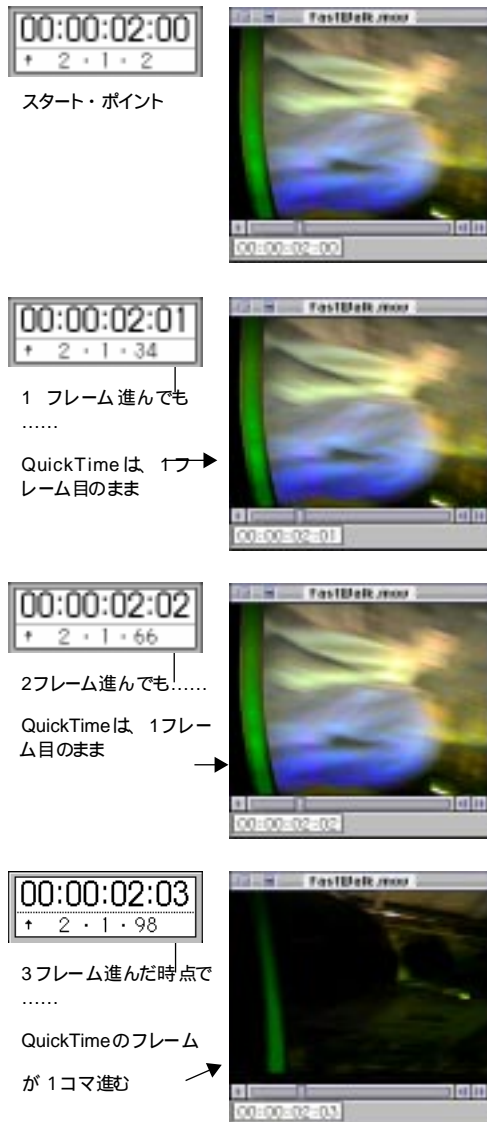 00:00:02:00
FastWalk.mov
↑ 2・1・2
スタート・ポイント
00:00:02:00
00:00:02:01
FastWalk.mov
↑ 2・1・34
1 フレーム進んでも
……
QuickTimeは、1フ
レーム目のまま
00:00:02:01
00:00:02:02
FastWalk.mov
↑ 2・1・66
2フレーム進んでも……
QuickTimeは、1フレー
ム目のまま
00:00:02:02
00:00:02:03
FastWalk.mov
↑ 2・1・98
3フレーム進んだ時点で
……
QuickTimeのフレーム
が 1コマ進む
00:00:02:03